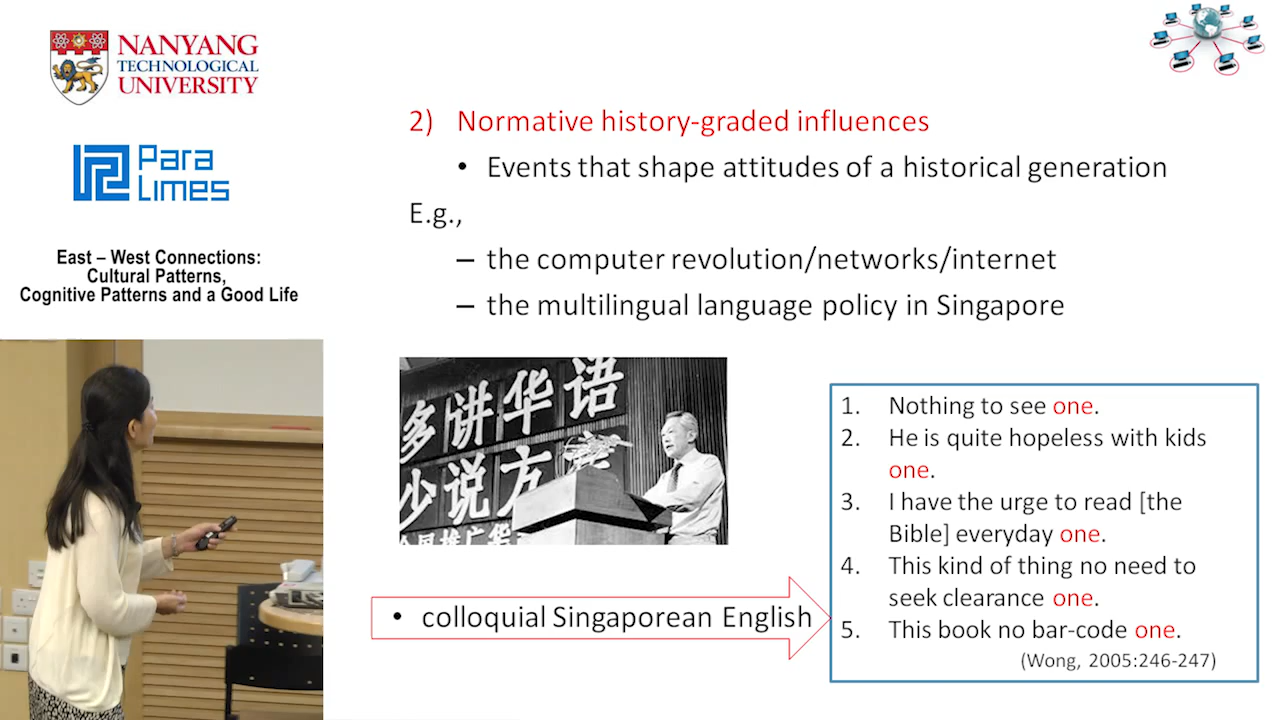 NANYANG
TECHNOLOGICAL
UNIVERSITY
Para
Limes
East – West Connections:
Cultural Patterns,
Cognitive Patterns and a Good Life
2) Normative history-graded influences
• Events that shape attitudes of a historical generation
E.g.,
– the computer revolution/networks/internet
– the multilingual language policy in Singapore
多讲华语
少说方
推广华
• colloquial Singaporean English
1. Nothing to see one.
2. He is quite hopeless with kids
one.
3. I have the urge to read [the
Bible] everyday one.
4. This kind of thing no need to
seek clearance one.
5. This book no bar-code one.
(Wong, 2005:246-247)